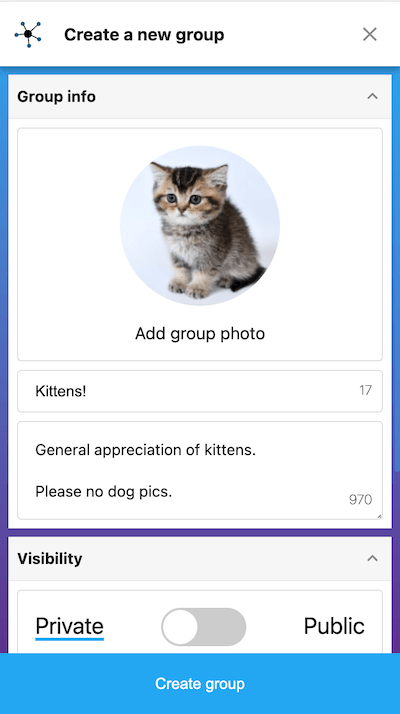 Create a new group
Group info
Add group photo
Kittens!
17
General appreciation of kittens.
Please no dog pics.
970
Visibility
Private
Public
Create group